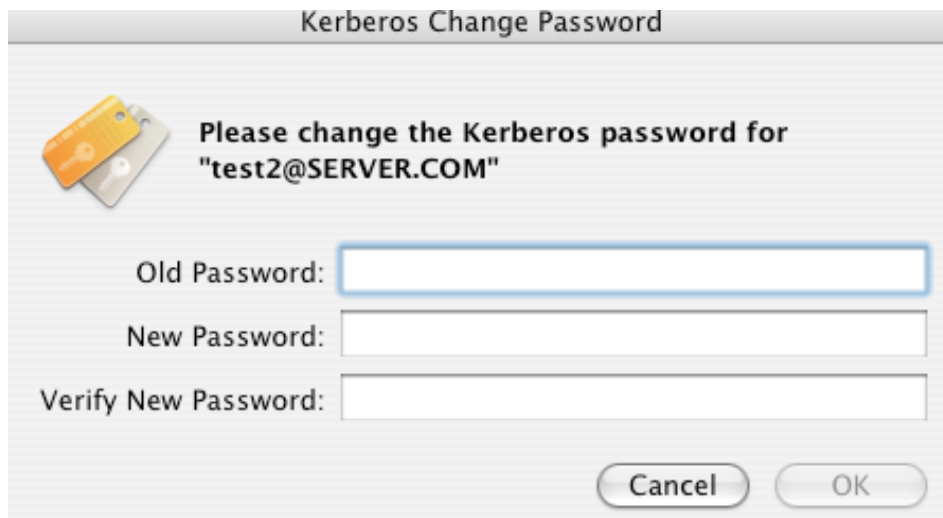 Kerberos Change Password
Please change the Kerberos password for
"test2@SERVER.COM"
Old Password:
New Password:
Verify New Password:
Cancel OK